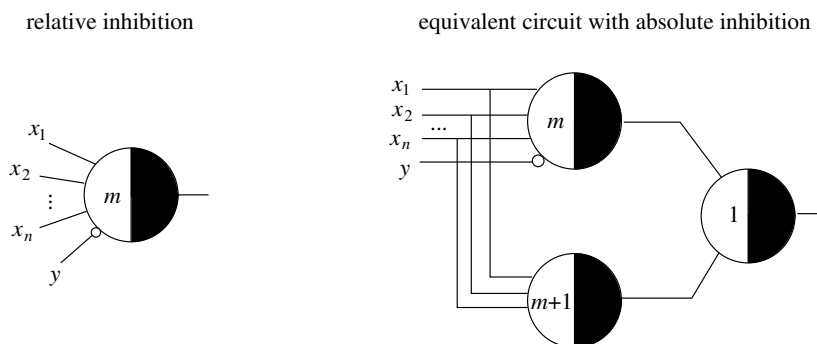 relative inhibition
x1
x2
⋮
xn
y
m
equivalent circuit with absolute inhibition
x1
x2
...
xn
y
m
m+1
1